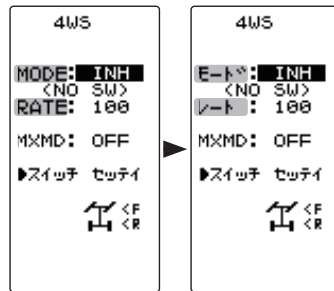 4WS
MODE: INH
(NO SW)
RATE: 100
MXMD: OFF
▶スイッチ セッテイ
<F
<R
4WS
モード: INH
(NO SW)
レート: 100
MXMD: OFF
▶スイッチ セッテイ
<F
<R